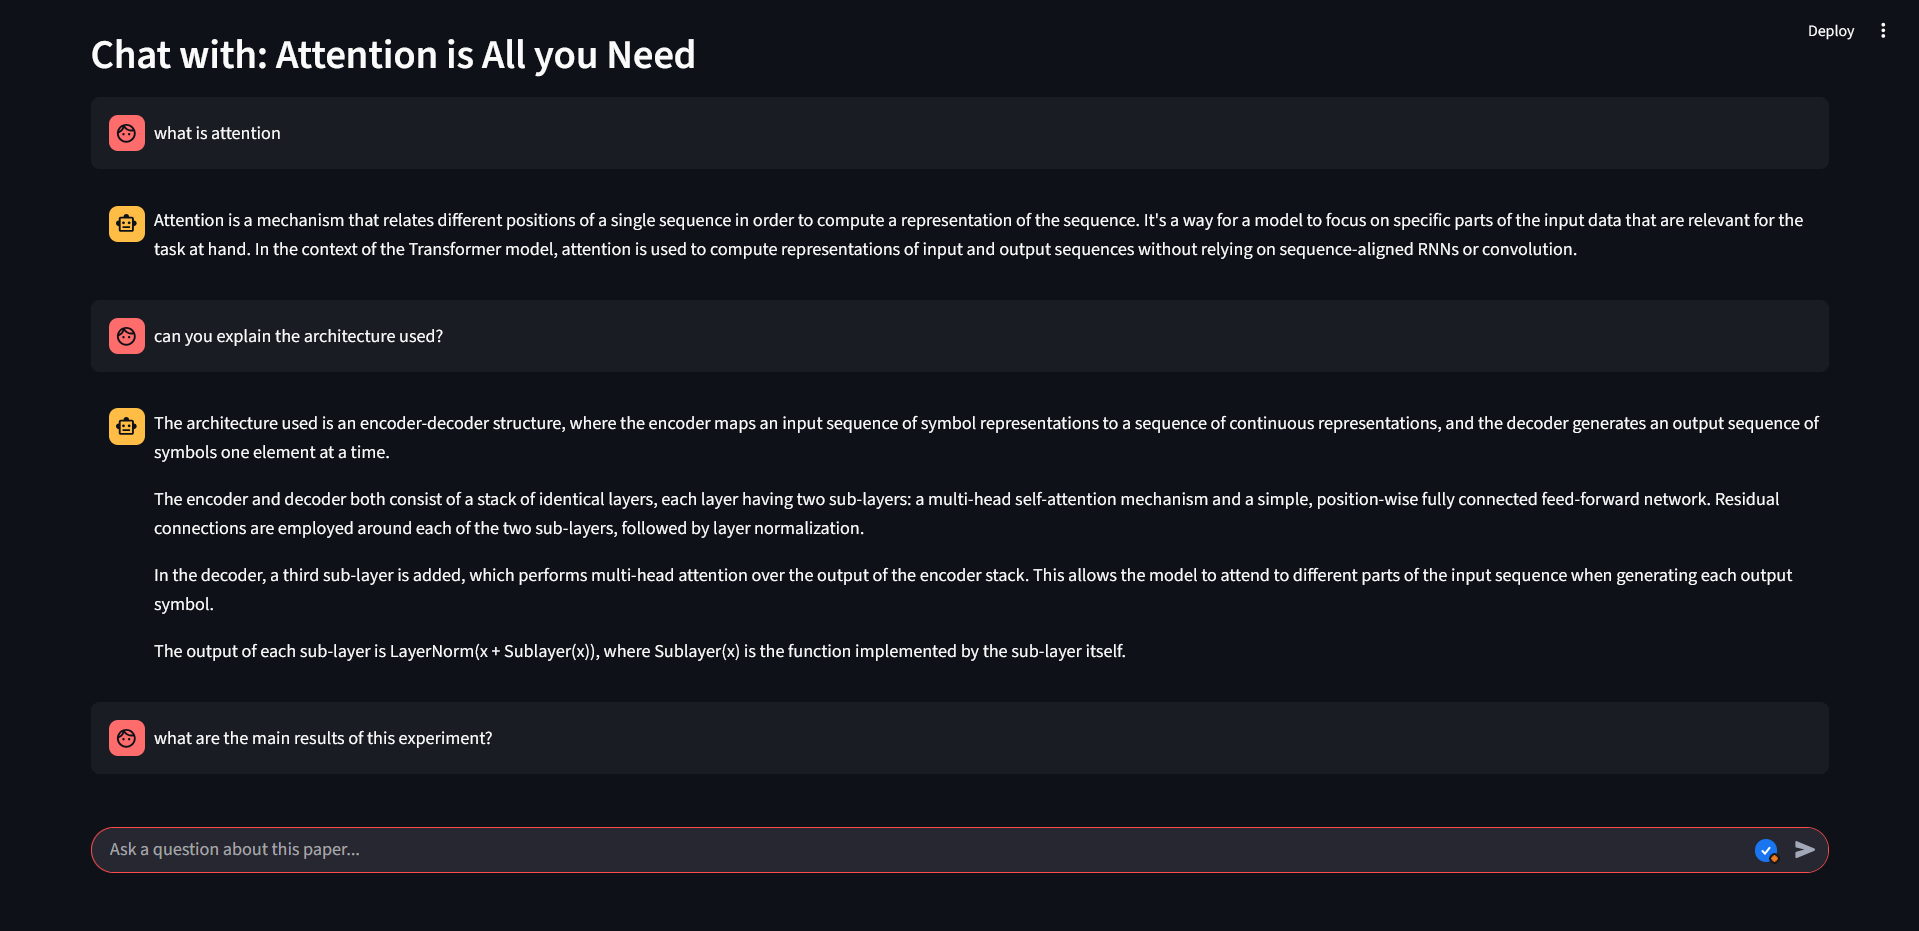 Deploy
Chat with: Attention is All you Need
what is attention
Attention is a mechanism that relates different positions of a single sequence in order to compute a representation of the sequence. It's a way for a model to focus on specific parts of the input data that are relevant for the
task at hand. In the context of the Transformer model, attention is used to compute representations of input and output sequences without relying on sequence-aligned RNNs or convolution.
can you explain the architecture used?
The architecture used is an encoder-decoder structure, where the encoder maps an input sequence of symbol representations to a sequence of continuous representations, and the decoder generates an output sequence of
symbols one element at a time.
The encoder and decoder both consist of a stack of identical layers, each layer having two sub-layers: a multi-head self-attention mechanism and a simple, position-wise fully connected feed-forward network. Residual
connections are employed around each of the two sub-layers, followed by layer normalization.
In the decoder, a third sub-layer is added, which performs multi-head attention over the output of the encoder stack. This allows the model to attend to different parts of the input sequence when generating each output
symbol.
The output of each sub-layer is LayerNorm(x + Sublayer(x)), where Sublayer(x) is the function implemented by the sub-layer itself.
what are the main results of this experiment?
Ask a question about this paper...